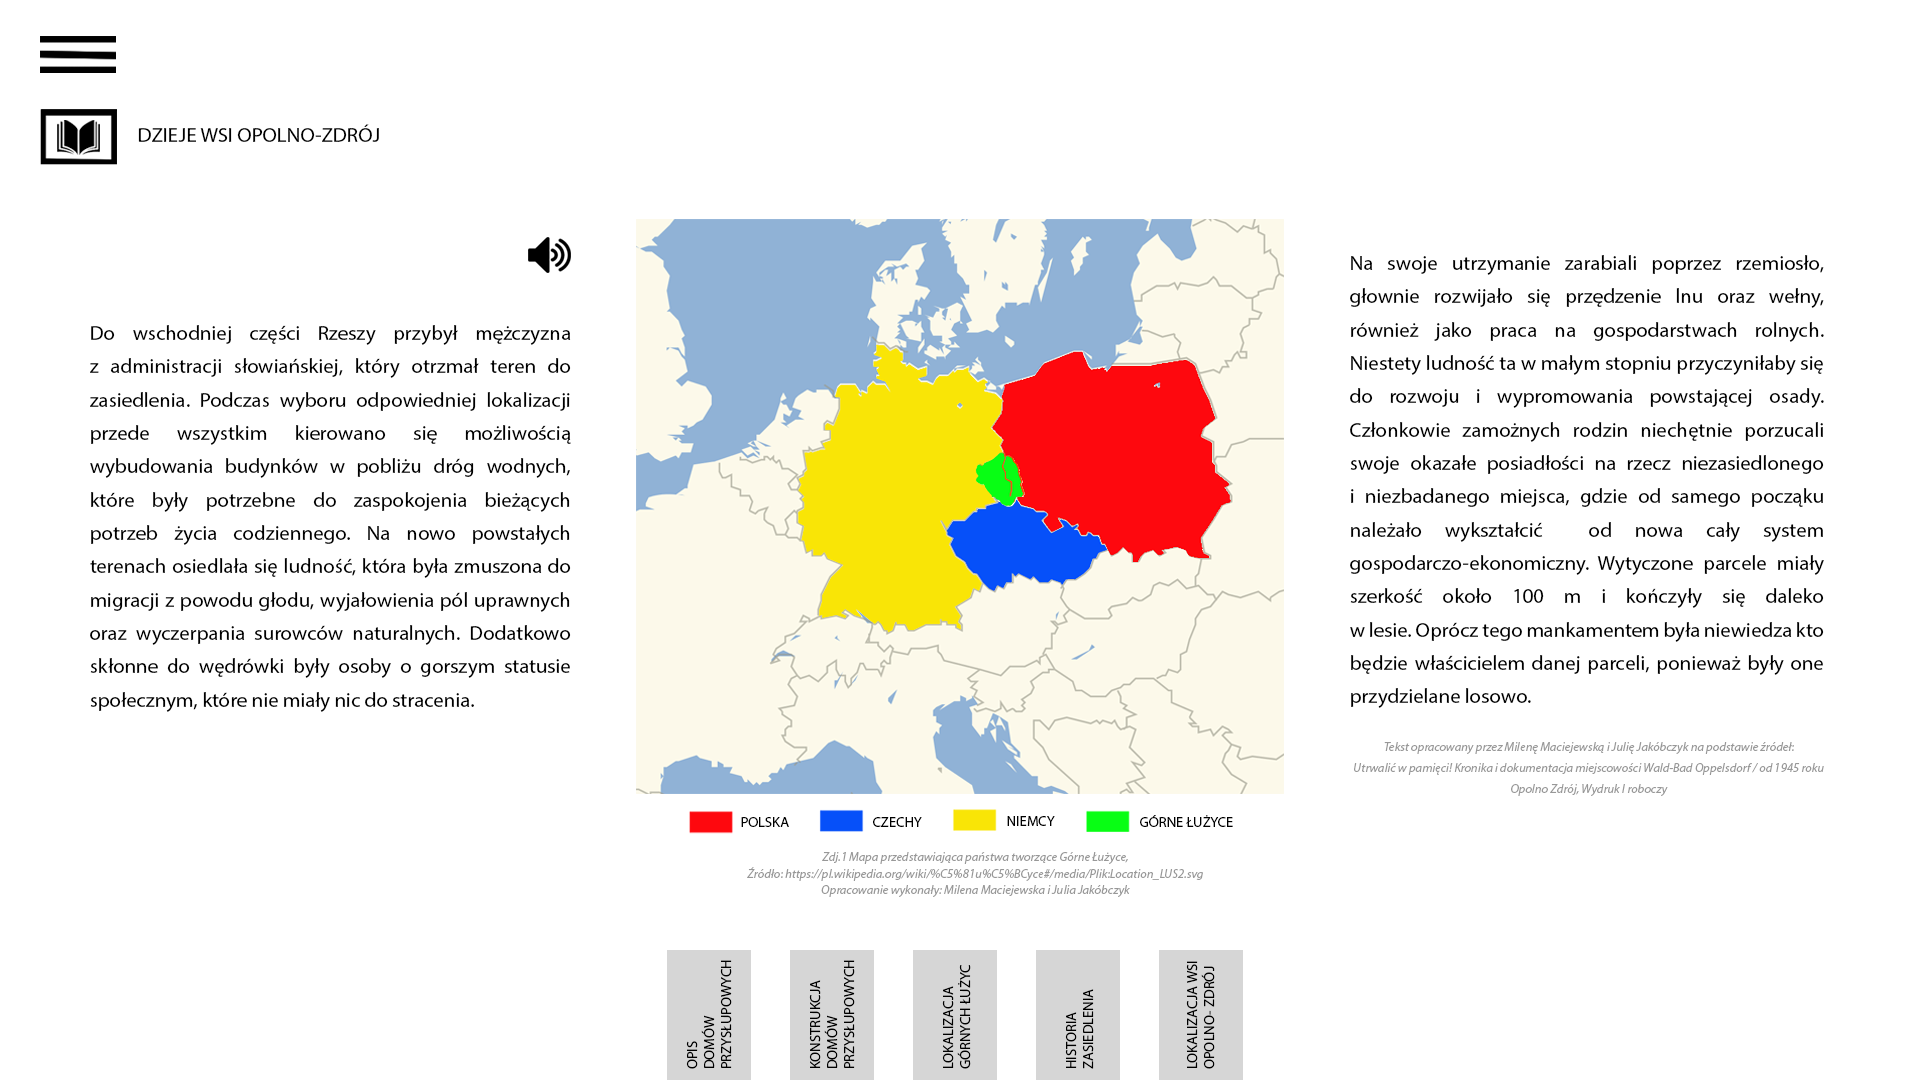 DZIEJE WSI OPOLNO-ZDRÓJ
Do wschodniej części Rzeszy przybył mężczyzna
z administracji słowiańskiej, który otrzmał teren do
zasiedlenia. Podczas wyboru odpowiedniej lokalizacji
przede wszystkim kierowano się możliwością
wybudowania budynków w pobliżu dróg wodnych,
które były potrzebne do zaspokojenia bieżących
potrzeb życia codziennego. Na nowo powstałych
terenach osiedlała się ludność, która była zmuszona do
migracji z powodu głodu, wyjałowienia pól uprawnych
oraz wyczerpania surowców naturalnych. Dodatkowo
skłonne do wędrówki były osoby o gorszym statusie
społecznym, które nie miały nic do stracenia.
POLSKA
CZECHY
NIEMCY
GÓRNE ŁUŻYCE
Zdj.1 Mapa przedstawiająca państwa tworzące Górne Łużyce,
Źródło: https://pl.wikipedia.org/wiki/%C5%81u%C5%BCyce#/media/Plik:Location_LUS2.svg
Opracowanie wykonały: Milena Maciejewska i Julia Jakóbczyk
Na swoje utrzymanie zarabiali poprzez rzemiosło,
głownie rozwijało się przędzenie lnu oraz wełny,
również jako praca na gospodarstwach rolnych.
Niestety ludność ta w małym stopniu przyczyniłaby się
do rozwoju i wypromowania powstającej osady.
Członkowie zamożnych rodzin niechętnie porzucali
swoje okazałe posiadłości na rzecz niezasiedlonego
i niezbadanego miejsca, gdzie od samego począku
należało wykształcić od nowa cały system
gospodarczo-ekonomiczny. Wytyczone parcele miały
szerkość około 100 m i kończyły się daleko
w lesie. Oprócz tego mankamentem była niewiedza kto
będzie właścicielem danej parceli, ponieważ były one
przydzielane losowo.
Tekst opracowany przez Milenę Maciejewską i Julię Jakóbczyk na podstawie źródeł:
Utrwalić w pamięci! Kronika i dokumentacja miejscowości Wald-Bad Oppelsdorf / od 1945 roku
Opolno Zdrój, Wydruk I roboczy
OPIS
DOMÓW
PRZYSŁUPOWYCH
KONSTRUKCJA
DOMÓW
PRZYSŁUPOWYCH
LOKALIZACJA
GÓRNYCH ŁUŻYC
HISTORIA
ZASIEDLENIA
LOKALIZACJA WSI
OPOLNO- ZDRÓJ